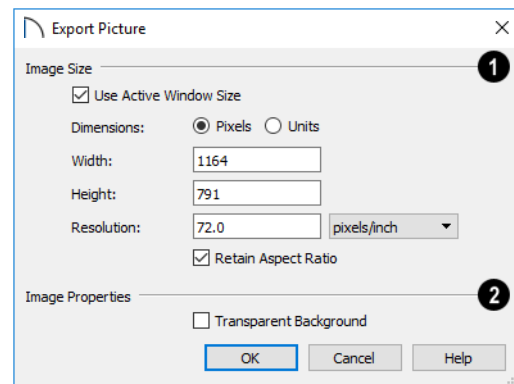 Export Picture
Image Size
1
Use Active Window Size
Dimensions: Pixels Units
Width: 1164
Height: 791
Resolution: 72.0 pixels/inch
Retain Aspect Ratio
Image Properties
2
Transparent Background
OK Cancel Help